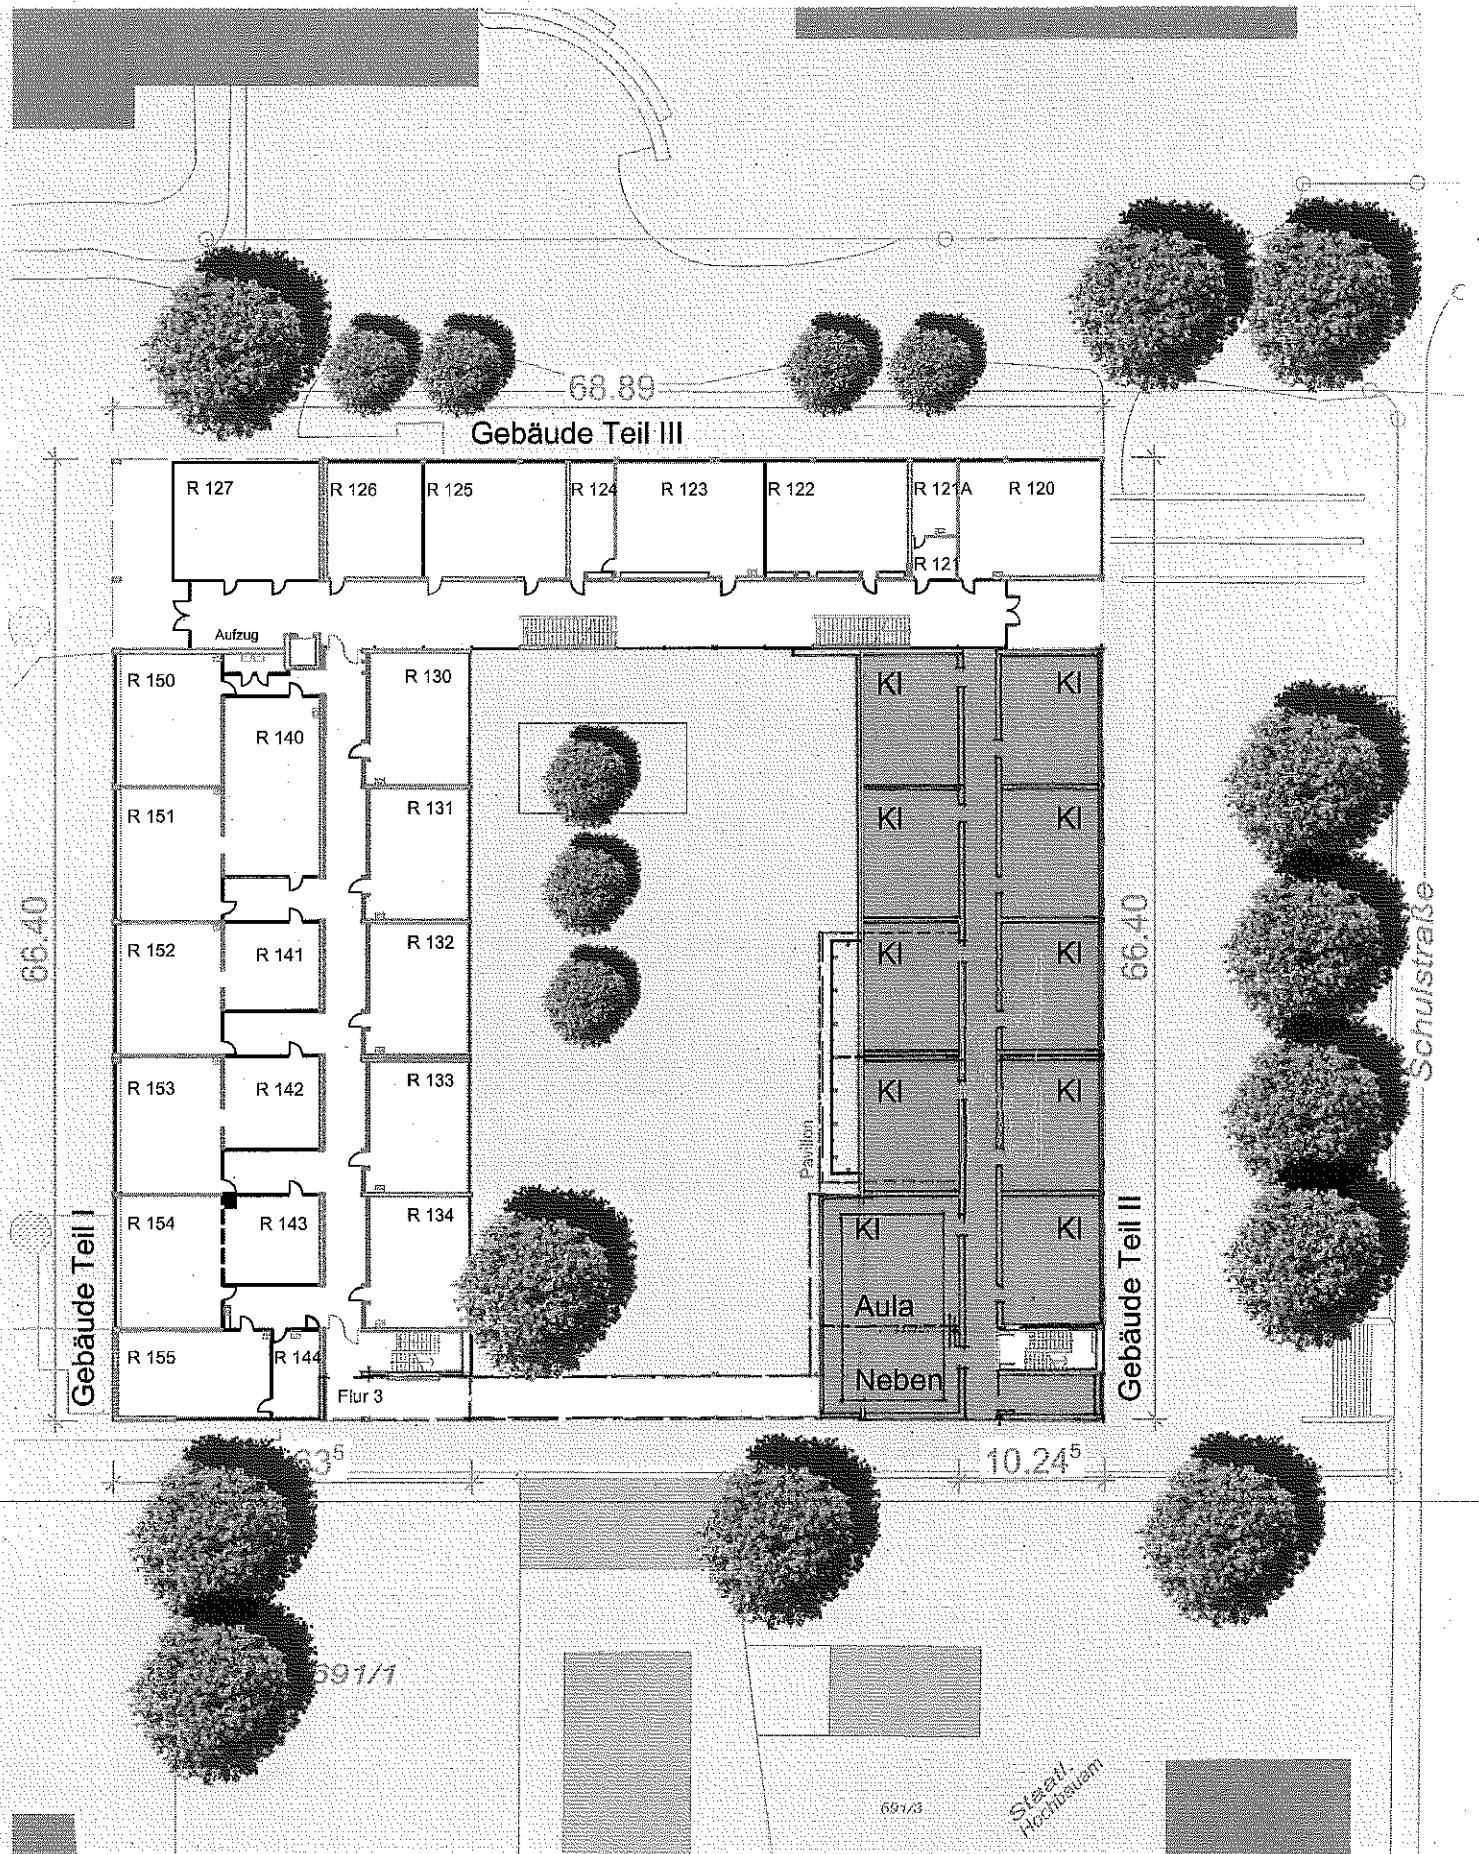 68.89
Gebäude Teil III
R 127
R 126
R 125
R 124
R 123
R 122
R 121A
R 120
R 121
Aufzug
R 150
R 140
R 130
KI
KI
R 151
R 131
KI
KI
66.40
R 152
R 141
R 132
KI
KI
66.40
Schulstraße
R 153
R 142
R 133
KI
KI
Pavillon
R 154
R 143
R 134
KI
KI
Gebäude Teil I
Gebäude Teil II
Aula
R 155
R 144
Flur 3
Neben
10.24⁵
691/1
691/3
Staatl.
Hochbauam